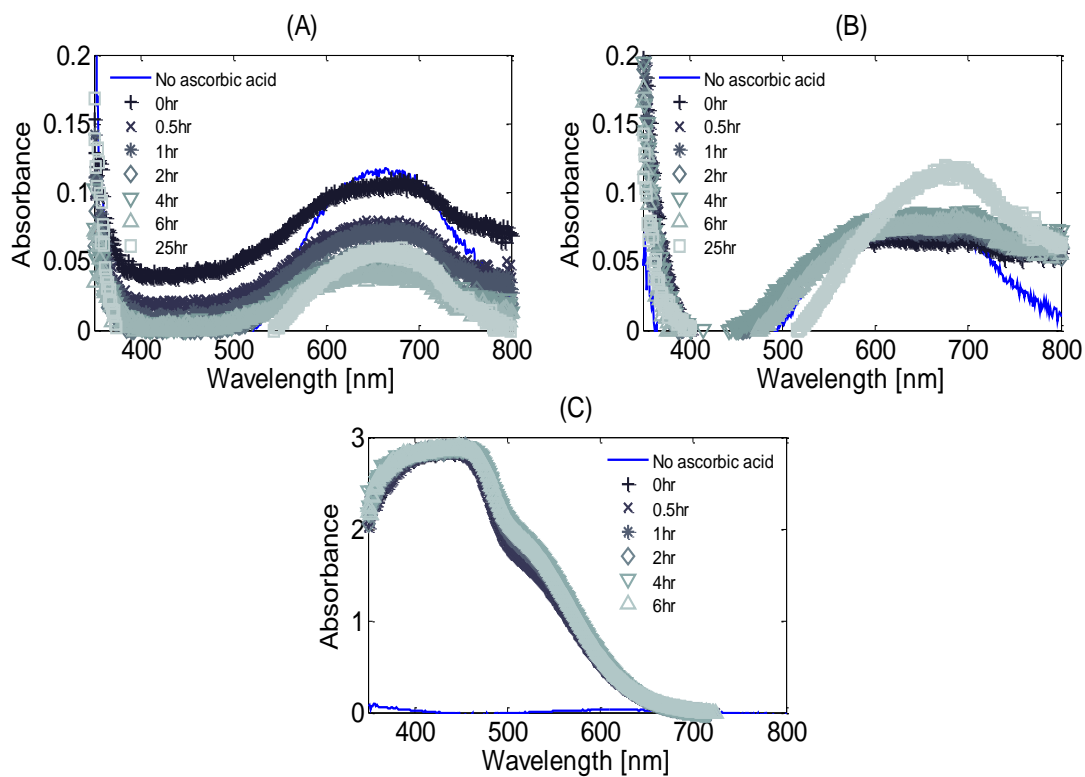 (A)
0.2
0.15
0.1
0.05
0
Absorbance
No ascorbic acid
0hr
0.5hr
1hr
2hr
4hr
6hr
25hr
400 500 600 700 800
Wavelength [nm]
(B)
0.2
0.15
0.1
0.05
0
Absorbance
No ascorbic acid
0hr
0.5hr
1hr
2hr
4hr
6hr
25hr
400 500 600 700 800
Wavelength [nm]
(C)
3
2
1
0
Absorbance
No ascorbic acid
0hr
0.5hr
1hr
2hr
4hr
6hr
400 500 600 700 800
Wavelength [nm]